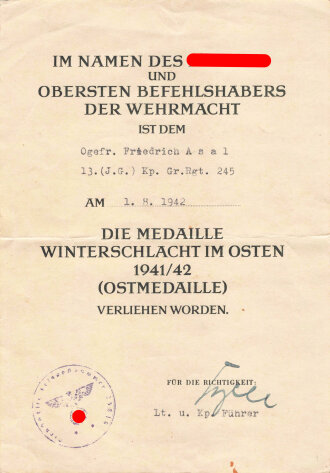 IM NAMEN DES
UND
OBERSTEN BEFEHLSHABERS
DER WEHRMACHT
IST DEM
Ogefr. Friedrich A s a l
13.(J.G.) Kp. Gr.Rgt. 245
AM 1. 8. 1942
DIE MEDAILLE
WINTERSCHLACHT IM OSTEN
1941/42
(OSTMEDAILLE)
VERLIEHEN WORDEN.
FÜR DIE RICHTIGKEIT:
Lt. u. Kp. Führer